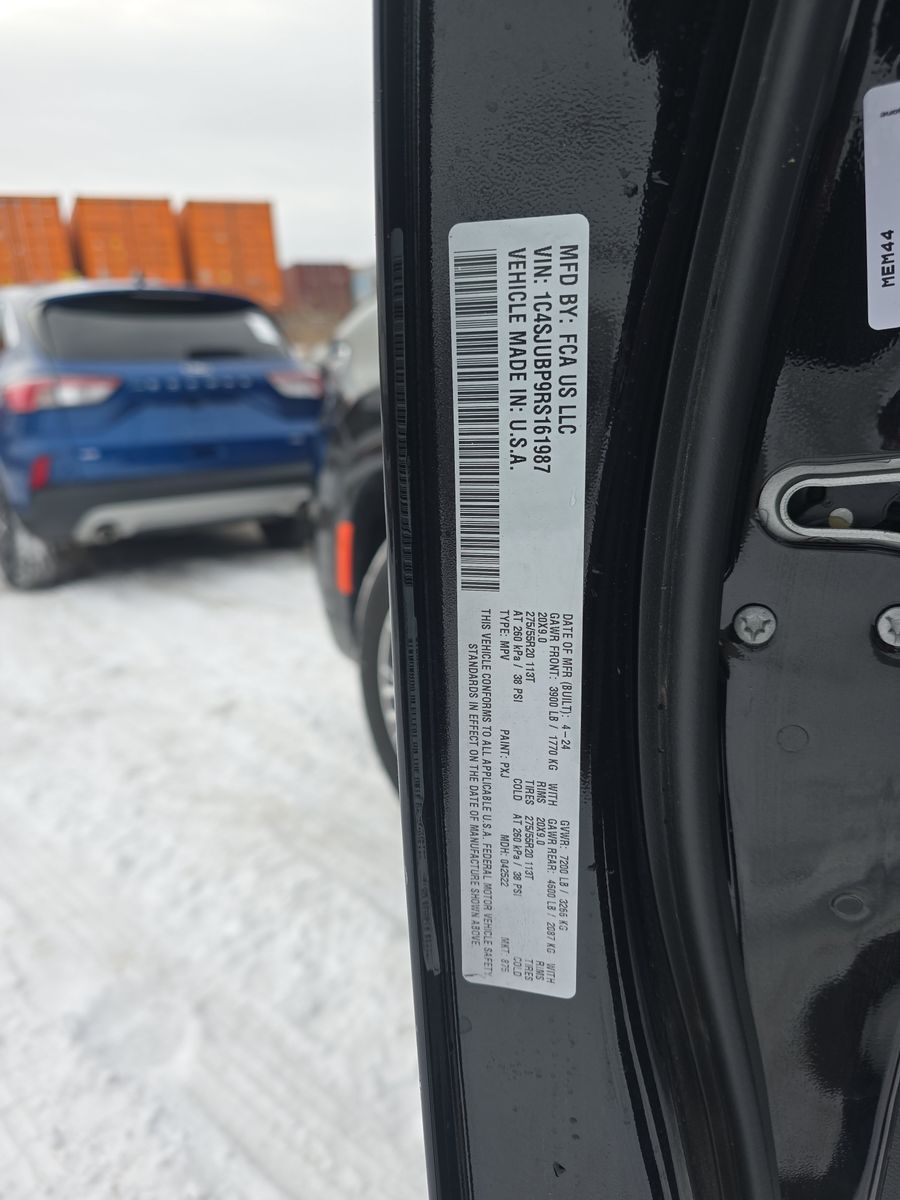 MFD BY: FCA US LLC
VIN: 1C4SJUBP9RS161987
VEHICLE MADE IN: U.S.A.
DATE OF MFR (BUILT): 4-24 GVWR: 7200 LB / 3266 KG
GAWR FRONT: 3900 LB / 1770 KG WITH GAWR REAR: 4600 LB / 2087 KG WITH
20X9.0 RIMS 20X9.0 RIMS
275/55R20 113T TIRES 275/55R20 113T TIRES
AT 260 kPa / 38 PSI COLD AT 260 kPa / 38 PSI COLD
TYPE: MPV PAINT: PXJ MDH: 042522 MKT: 875
THIS VEHICLE CONFORMS TO ALL APPLICABLE U.S.A. FEDERAL MOTOR VEHICLE SAFETY
STANDARDS IN EFFECT ON THE DATE OF MANUFACTURE SHOWN ABOVE.
MEM44